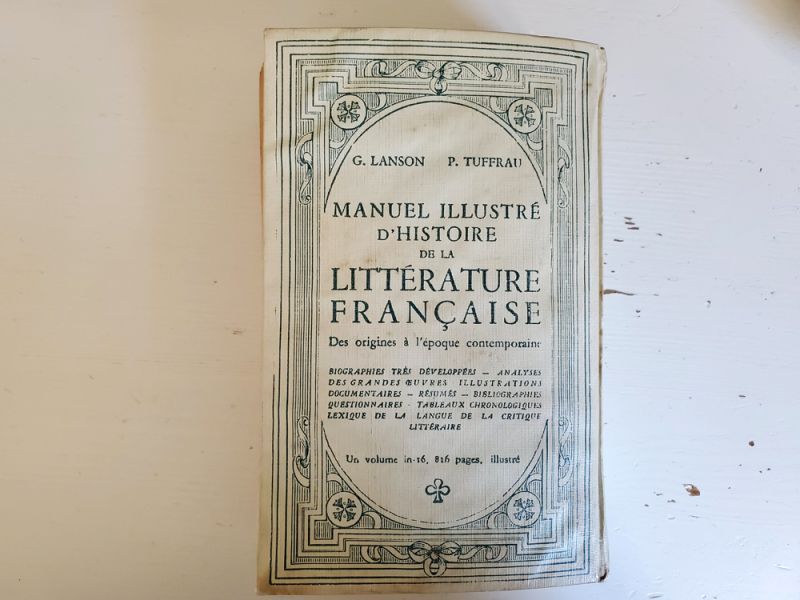 G. LANSON P. TUFFRAU
MANUEL ILLUSTRÉ
D'HISTOIRE
DE LA
LITTÉRATURE
FRANÇAISE
Des origines à l'époque contemporaine
BIOGRAPHIES TRÈS DÉVELOPPÉES — ANALYSES
DES GRANDES ŒUVRES ILLUSTRATIONS
DOCUMENTAIRES — RÉSUMÉS — BIBLIOGRAPHIES
QUESTIONNAIRES - TABLEAUX CHRONOLOGIQUES
LEXIQUE DE LA LANGUE DE LA CRITIQUE
LITTÉRAIRE
Un volume in-16, 816 pages, illustré